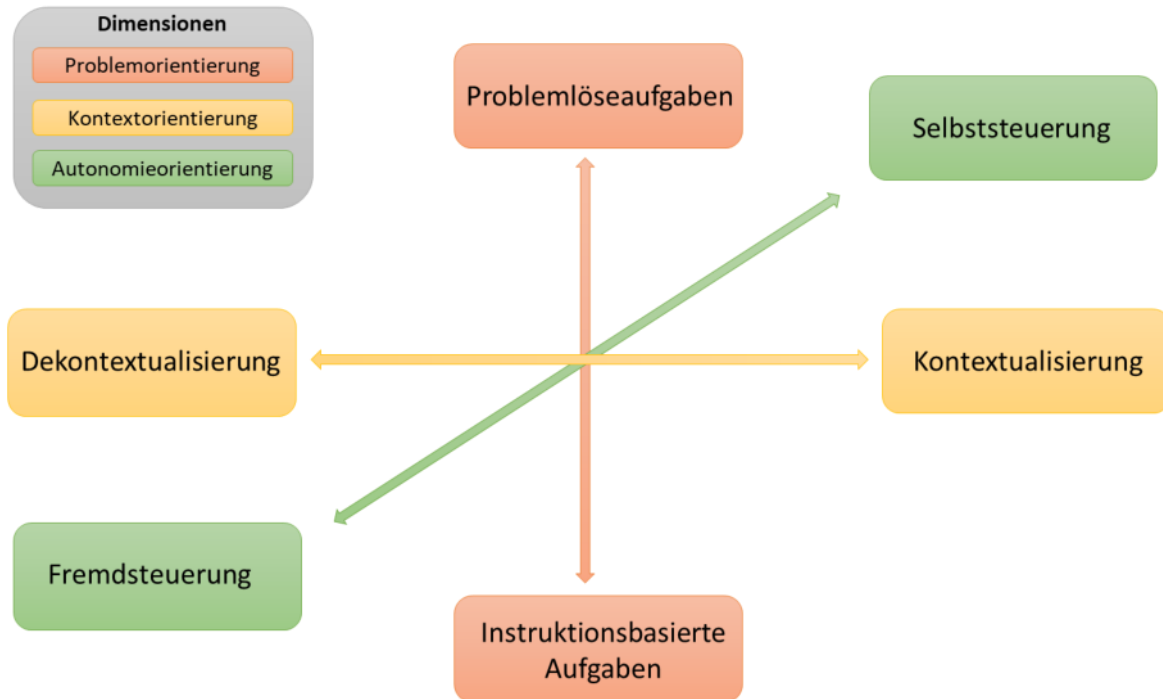 Dimensionen
Problemorientierung
Kontextorientierung
Autonomieorientierung
Problemlöseaufgaben
Selbststeuerung
Dekontextualisierung
Kontextualisierung
Fremdsteuerung
Instruktionsbasierte
Aufgaben